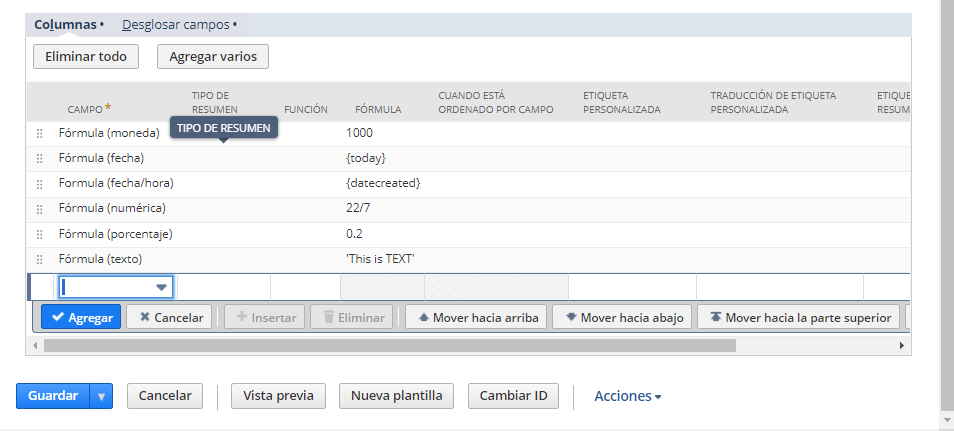 Columnas • Desglosar campos •
Eliminar todo Agregar varios
CAMPO* TIPO DE RESUMEN FUNCIÓN FÓRMULA CUANDO ESTÁ ORDENADO POR CAMPO ETIQUETA PERSONALIZADA TRADUCCIÓN DE ETIQUETA PERSONALIZADA ETIQUE RESUM
Fórmula (moneda) 1000
TIPO DE RESUMEN
Fórmula (fecha) {today}
Formula (fecha/hora) {datecreated}
Fórmula (numérica) 22/7
Fórmula (porcentaje) 0.2
Fórmula (texto) 'This is TEXT'
Agregar Cancelar Insertar Eliminar Mover hacia arriba Mover hacia abajo Mover hacia la parte superior
Guardar Cancelar Vista previa Nueva plantilla Cambiar ID Acciones